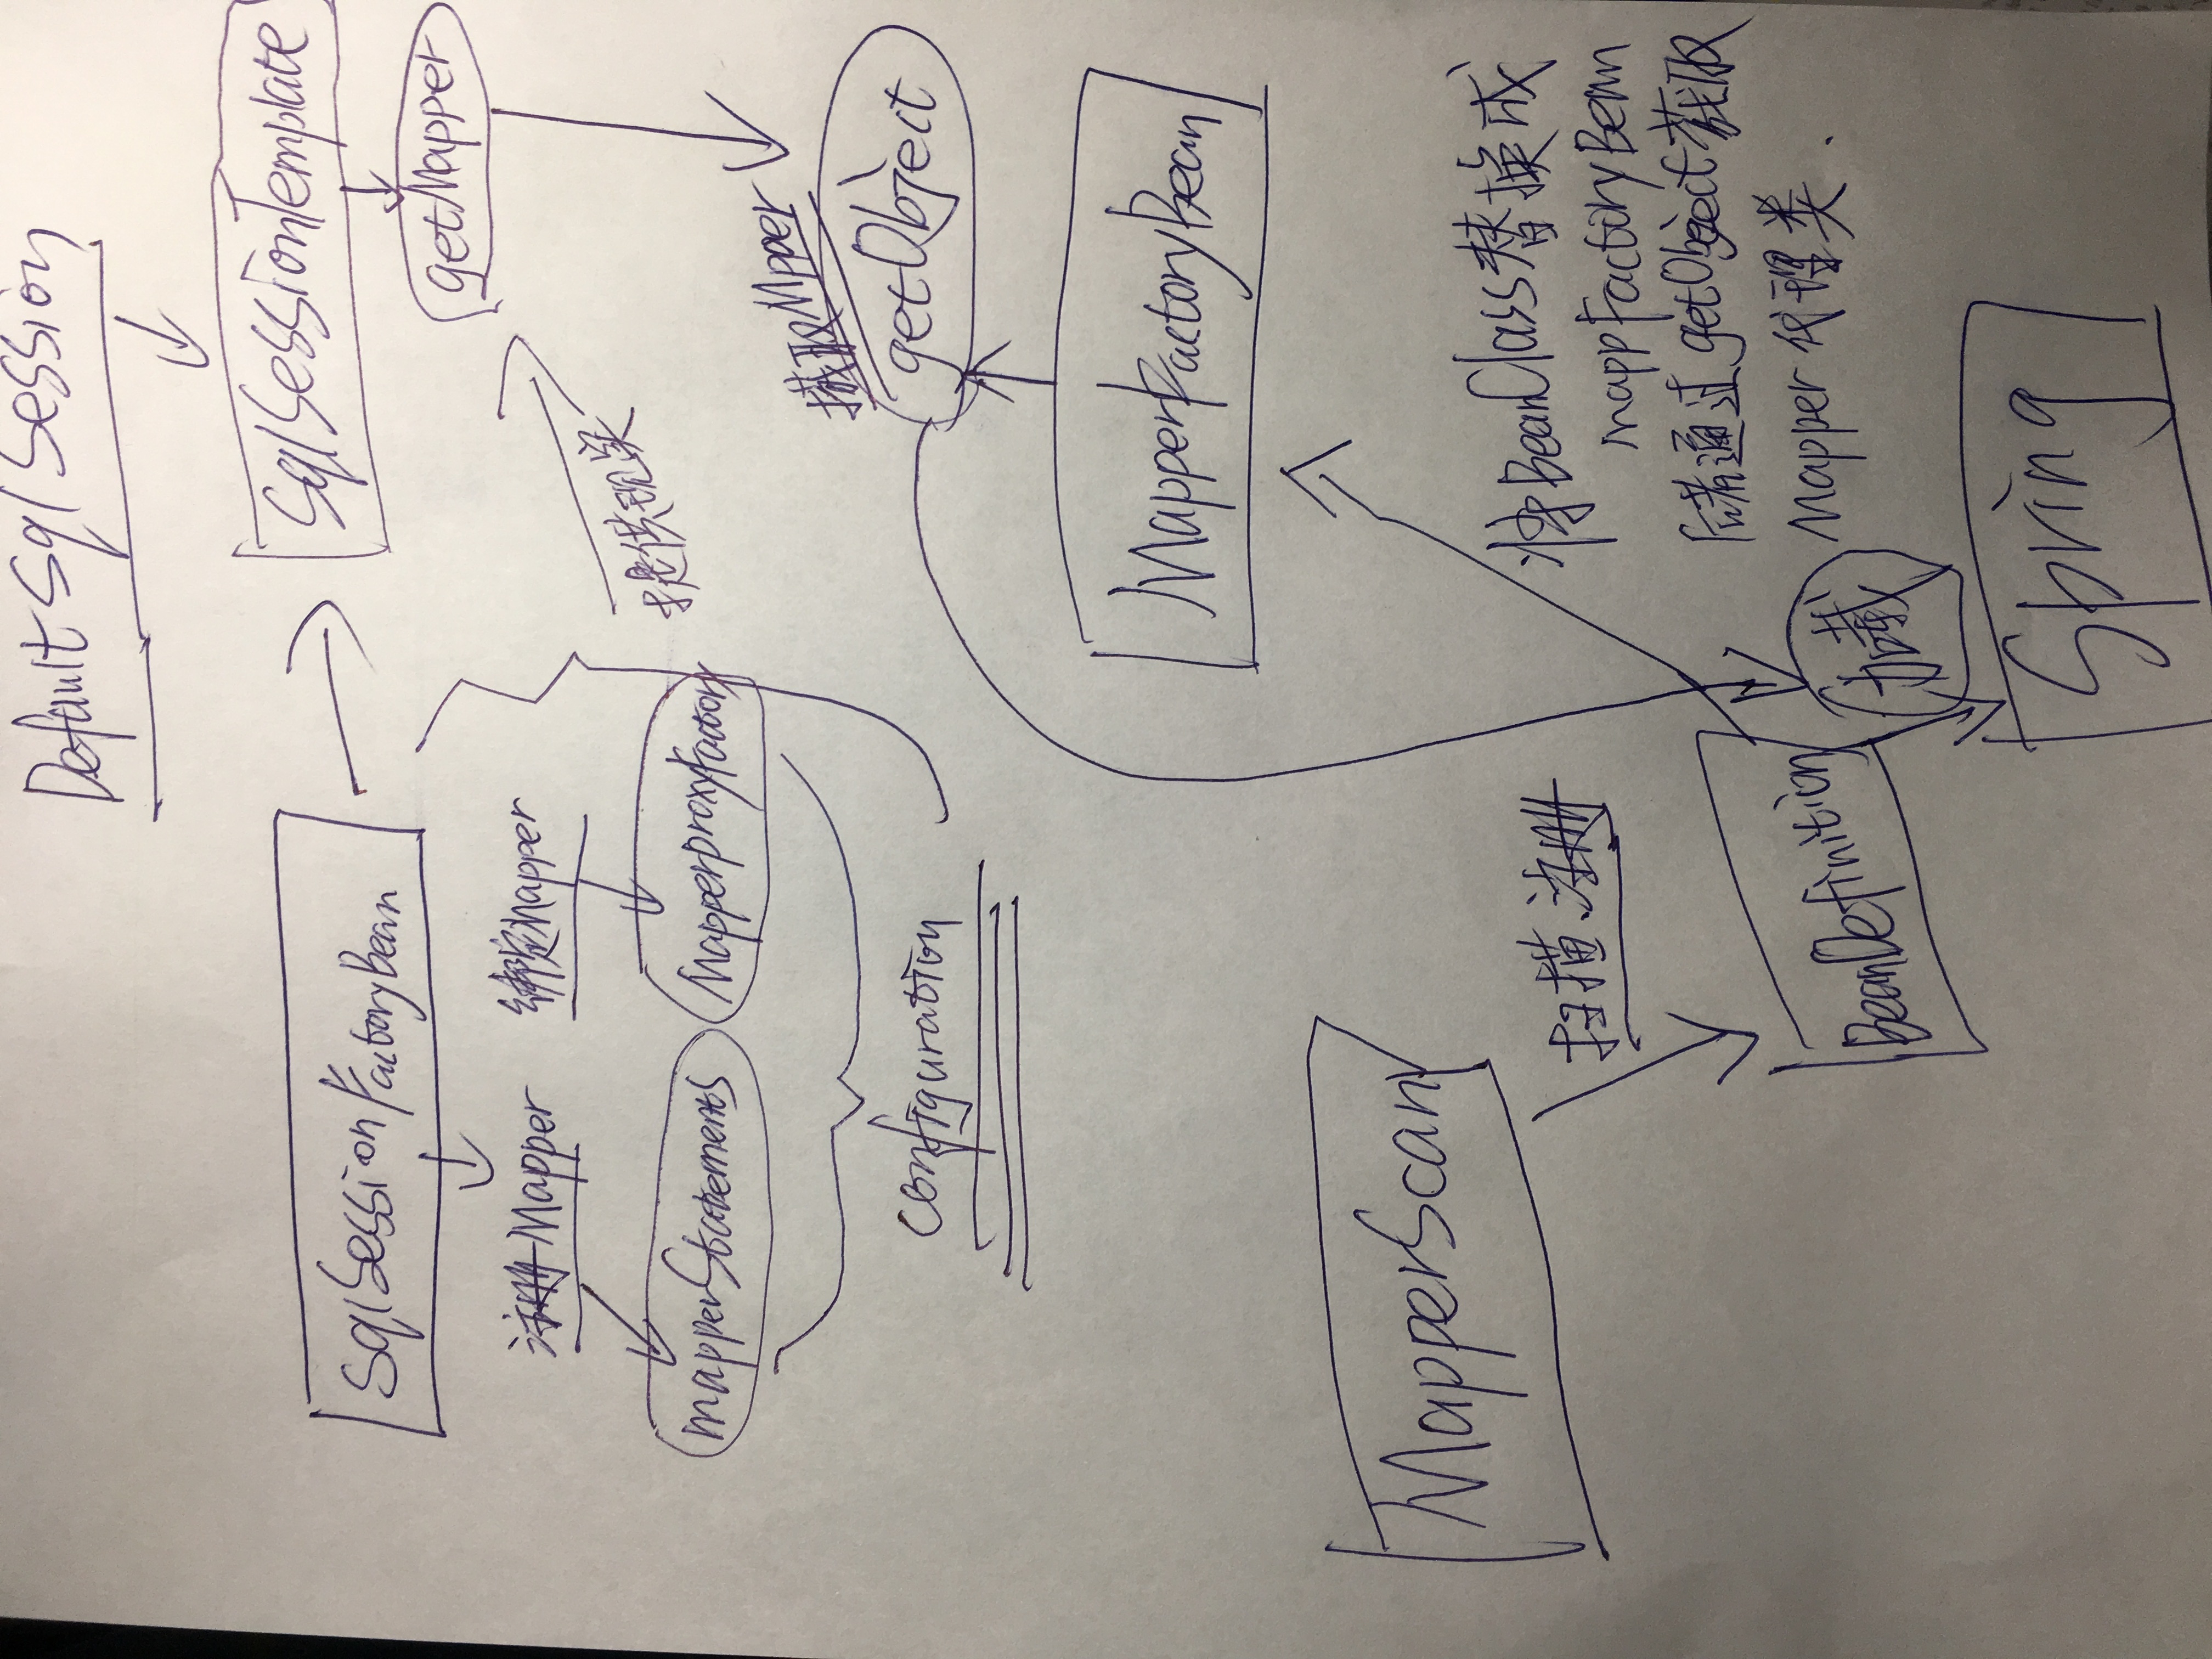 DefaultSqlSession
SqlSessionTemplate
SqlSessionFactoryBean
getMapper
注册Mapper
绑定Mapper
提供现实
mapperStatements
MapperproxyFactory
获取Mpper
getObject
configuration
MapperFactoryBean
MapperScan
扫描、注册
将BeanClass替换成
mappFactoryBean
后者通过getObject获取
Mapper代理类.
BeanDefinition
加载
Spring